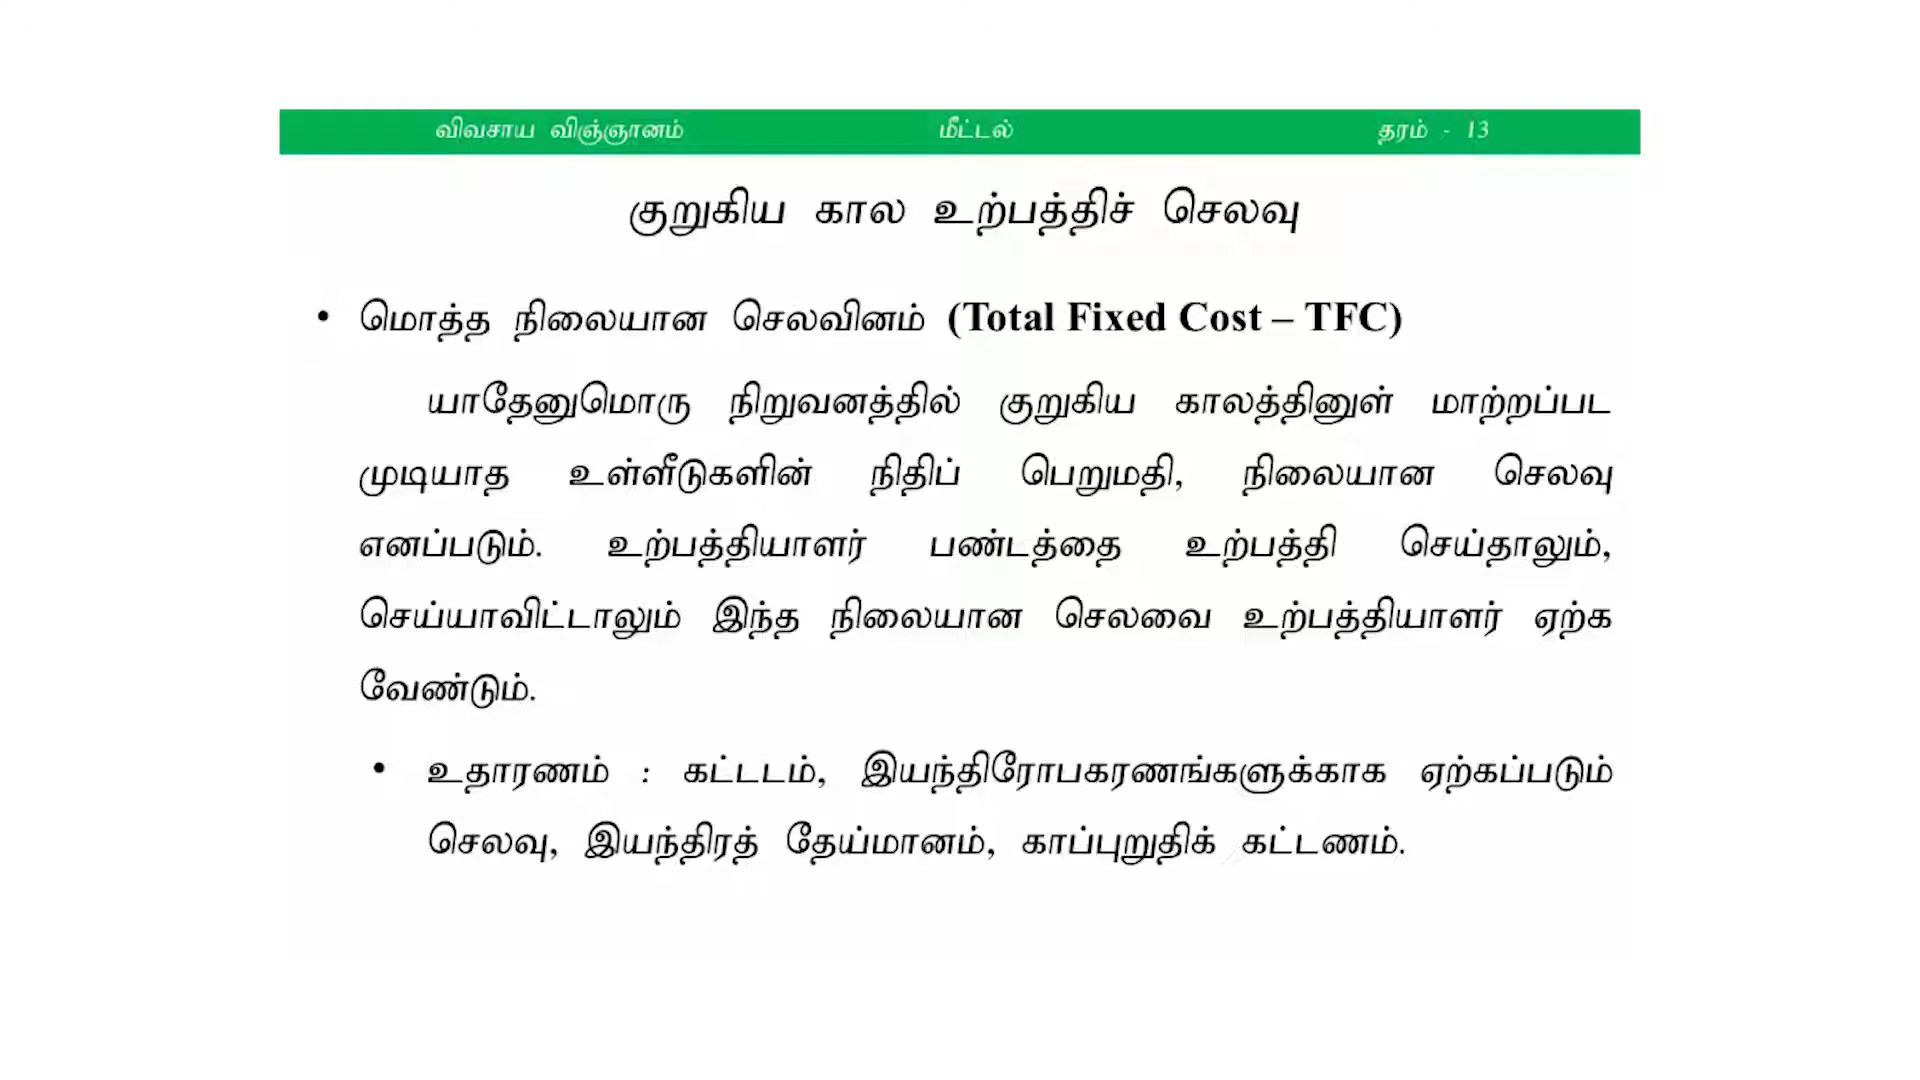 விவசாய விஞ்ஞானம் மீட்டல் தரம் - 13
குறுகிய கால உற்பத்திச் செலவு
• மொத்த நிலையான செலவினம் (Total Fixed Cost – TFC)
யாதேனுமொரு நிறுவனத்தில் குறுகிய காலத்தினுள் மாற்றப்பட
முடியாத உள்ளீடுகளின் நிதிப் பெறுமதி, நிலையான செலவு
எனப்படும். உற்பத்தியாளர் பண்டத்தை உற்பத்தி செய்தாலும்,
செய்யாவிட்டாலும் இந்த நிலையான செலவை உற்பத்தியாளர் ஏற்க
வேண்டும்.
• உதாரணம் : கட்டடம், இயந்திரோபகரணங்களுக்காக ஏற்கப்படும்
செலவு, இயந்திரத் தேய்மானம், காப்புறுதிக் கட்டணம்.